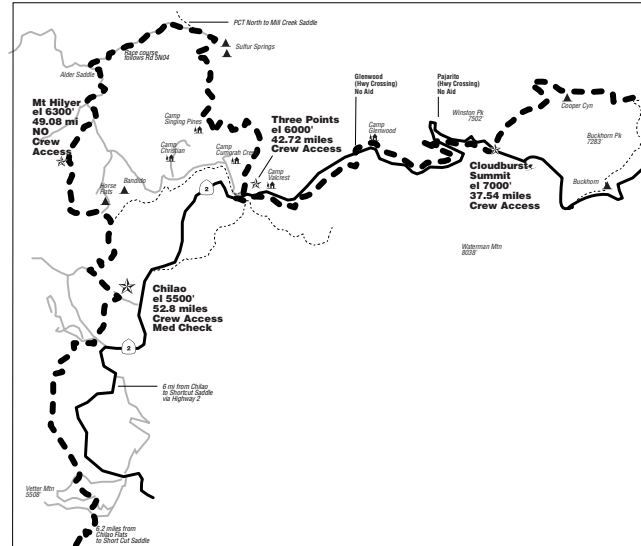 PCT North to Mill Creek Saddle
Race course
follows Rd 5N04
Sulfur Springs
Alder Saddle
Mt Hilyer
el 6300'
49.08 mi
NO
Crew
Access
Camp
Singing Pines
Camp
Christian
Camp
Cumorah Crest
Three Points
el 6000'
42.72 miles
Crew Access
Camp
Valcrest
Glenwood
(Hwy Crossing)
No Aid
Camp
Glenwood
Pajarito
(Hwy Crossing)
No Aid
Winston Pk
7502'
Cooper Cyn
Buckhorn Pk
7283'
Buckhorn
Cloudburst
Summit
el 7000'
37.54 miles
Crew Access
Waterman Mtn
8038'
Horse
Flats
Bandido
2
Chilao
el 5500'
52.8 miles
Crew Access
Med Check
2
6 mi from Chilao
to Shortcut Saddle
via Highway 2
Vetter Mtn
5508'
6.2 miles from
Chilao Flats
to Short Cut Saddle